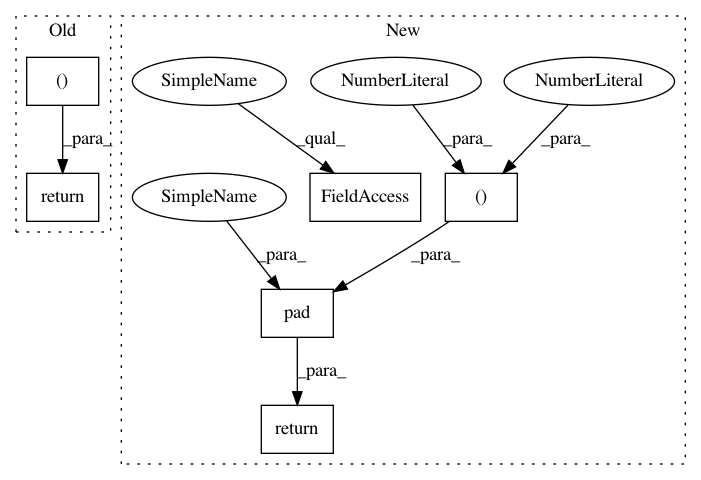 Old
New
()
SimpleName
NumberLiteral
NumberLiteral
_para_
_qual_
_para_
_para_
return
SimpleName
FieldAccess
()
_para_
_para_
pad
_para_
return